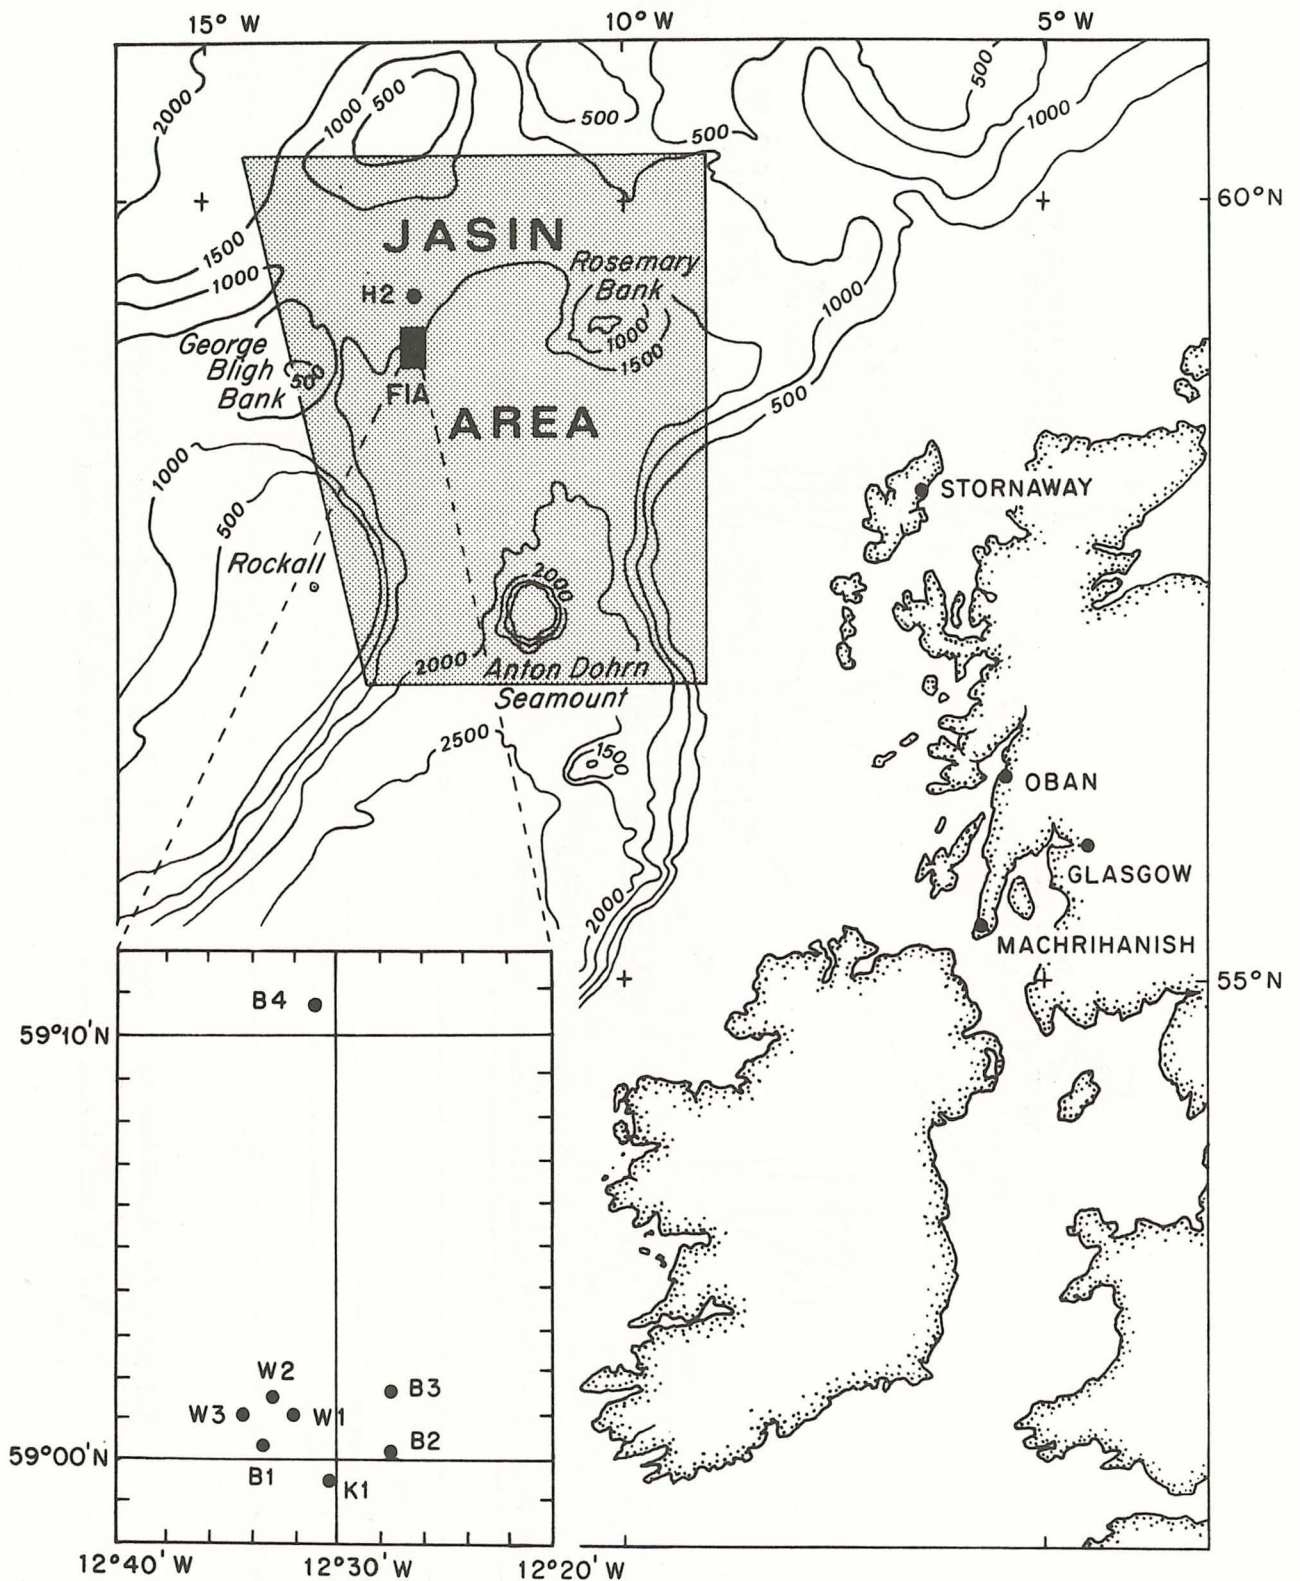 15° W
10° W
5° W
2000
1000
500
500
500
500
1000
60°N
JASIN
1500
1000
Rosemary
Bank
H2
1000
1000
1500
George
Bligh
Bank
500
FIA
AREA
500
1000
500
STORNAWAY
Rockall
2000
2000
Anton Dohrn
Seamount
2500
1500
OBAN
GLASGOW
2000
MACHRIHANISH
55°N
B4
59°10'N
W2
B3
W3
W1
B2
59°00'N
B1
K1
12°40' W
12°30' W
12°20' W